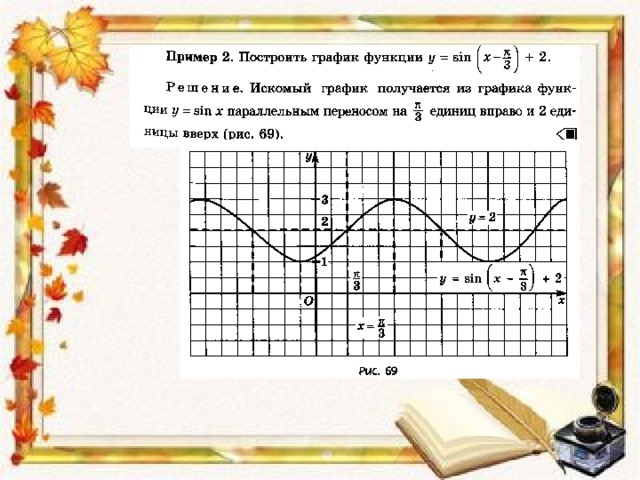 Пример 2. Построить график функции y = sin (x − π/3) + 2.
Решение. Искомый график получается из графика функ-
ции y = sin x параллельным переносом на π/3 единиц вправо и 2 еди-
ницы вверх (рис. 69).
y
3
y = 2
2
1
π/3
y = sin (x − π/3) + 2
O
x
x = π/3
Рис. 69